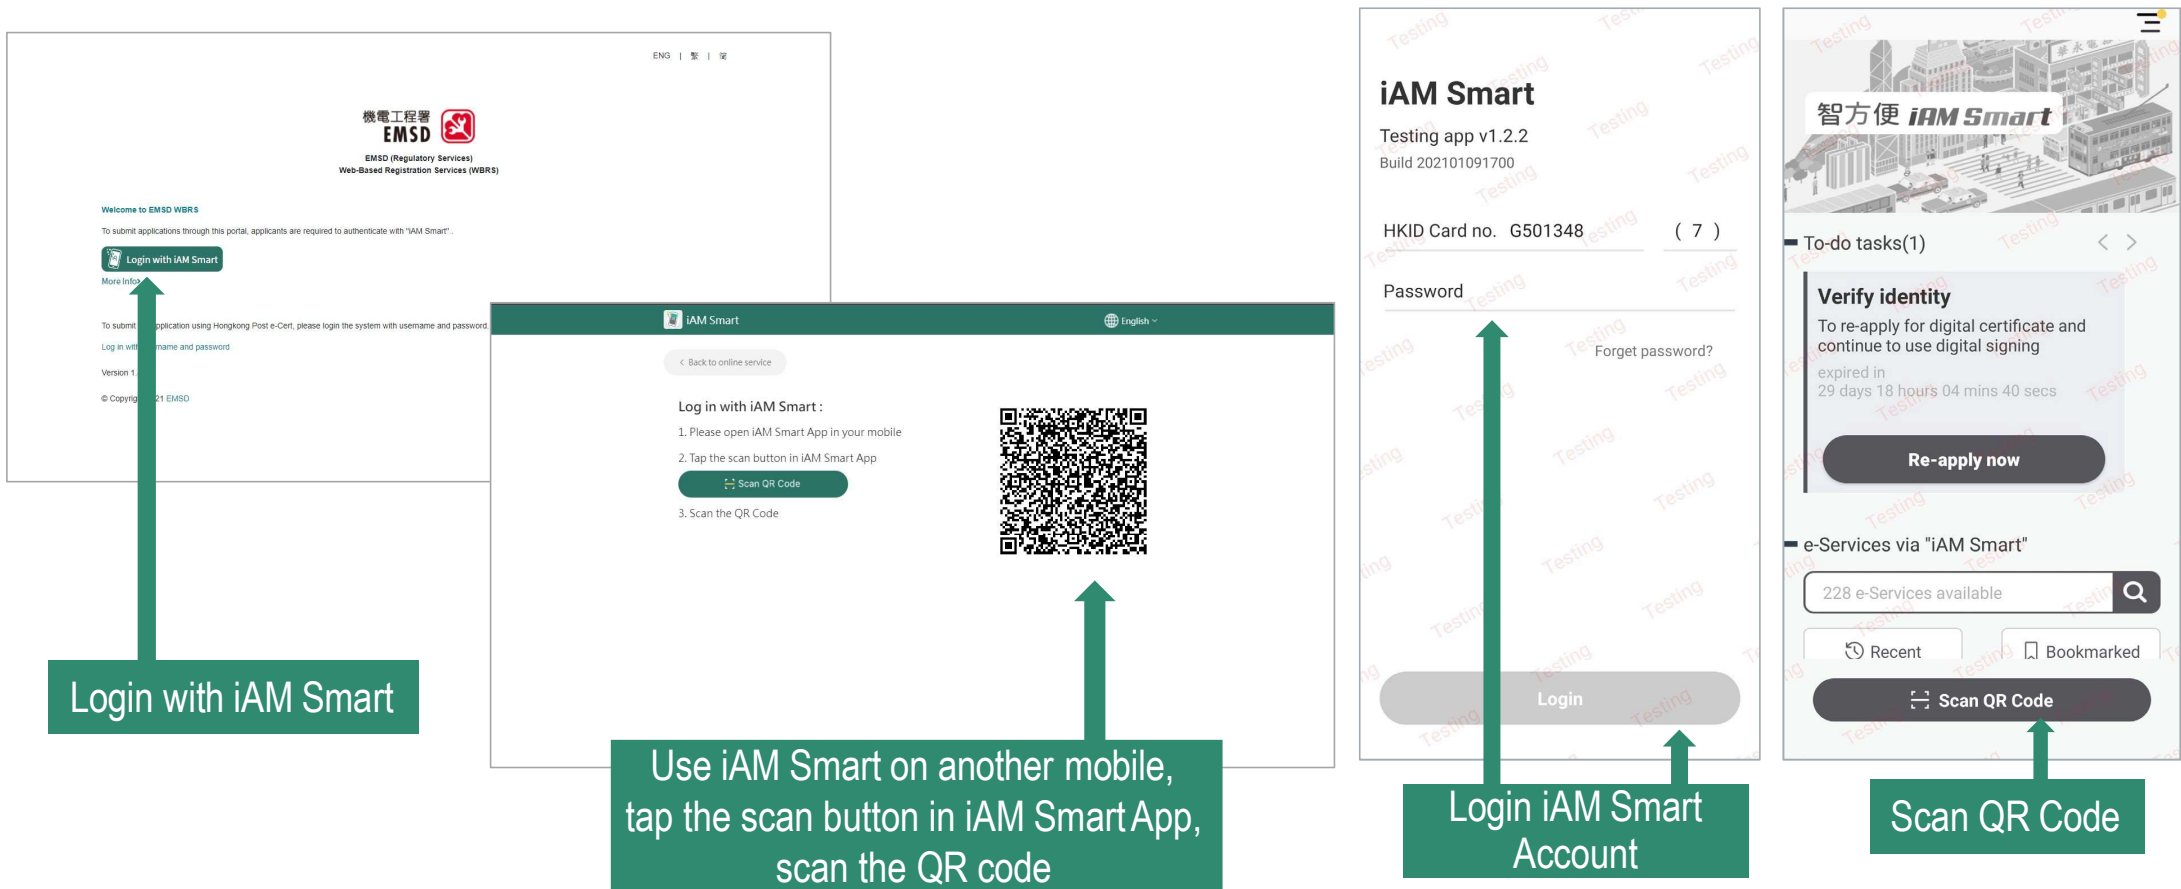 ENG | 繁 | 简
機電工程署
EMSD
EMSD (Regulatory Services)
Web-Based Registration Services (WBRS)
Welcome to EMSD WBRS
To submit applications through this portal, applicants are required to authenticate with "iAM Smart" .
Login with iAM Smart
More Info
To submit application using Hongkong Post e-Cert, please login the system with username and password.
Log in with name and password
Version 1.
© Copyrig 21 EMSD
Login with iAM Smart
iAM Smart
English
< Back to online service
Log in with iAM Smart :
1. Please open iAM Smart App in your mobile
2. Tap the scan button in iAM Smart App
Scan QR Code
3. Scan the QR Code
Use iAM Smart on another mobile,
tap the scan button in iAM Smart App,
scan the QR code
iAM Smart
Testing app v1.2.2
Build 202101091700
HKID Card no. G501348 ( 7 )
Password
Forget password?
Login
Testing
Login iAM Smart
Account
智方便 iAM Smart
To-do tasks(1) < >
Verify identity
To re-apply for digital certificate and
continue to use digital signing
expired in
29 days 18 hours 04 mins 40 secs
Re-apply now
e-Services via "iAM Smart"
228 e-Services available
Recent
Bookmarked
Scan QR Code
Testing
Scan QR Code